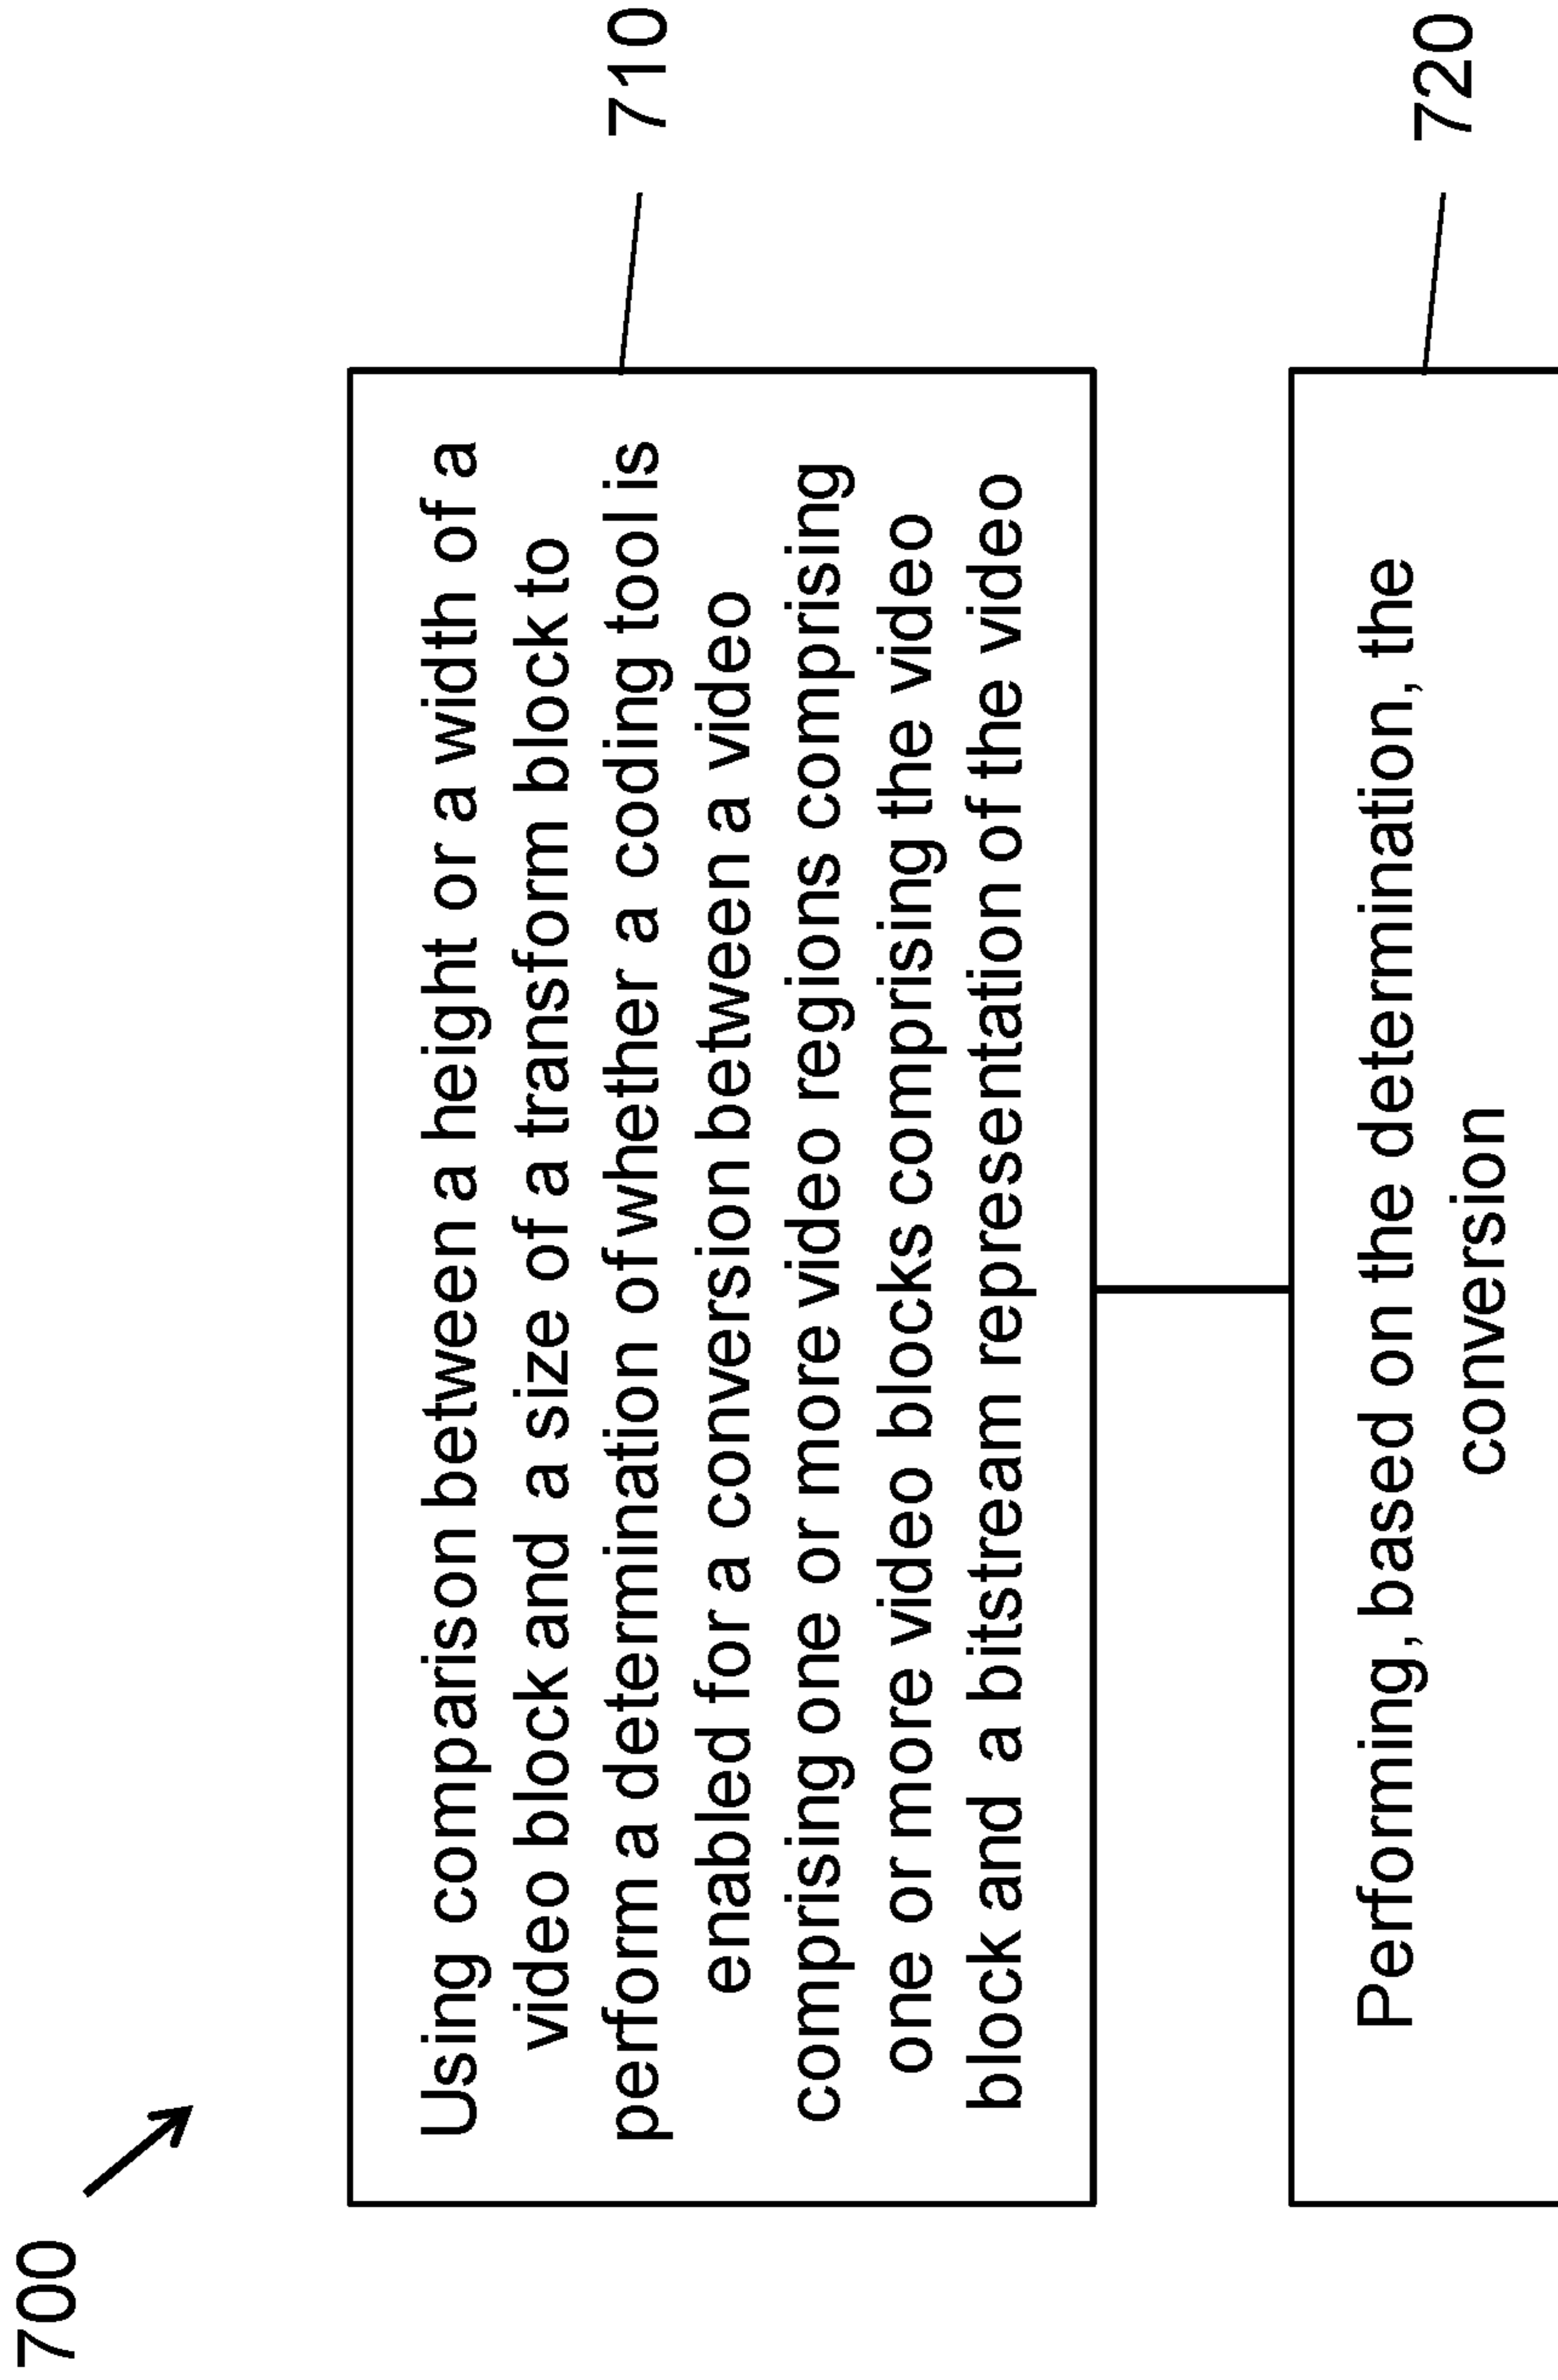 700
Using comparison between a height or a width of a
video block and a size of a transform block to
perform a determination of whether a coding tool is
enabled for a conversion between a video
comprising one or more video regions comprising
one or more video blocks comprising the video
block and a bitstream representation of the video
710
Performing, based on the determination, the
conversion
720